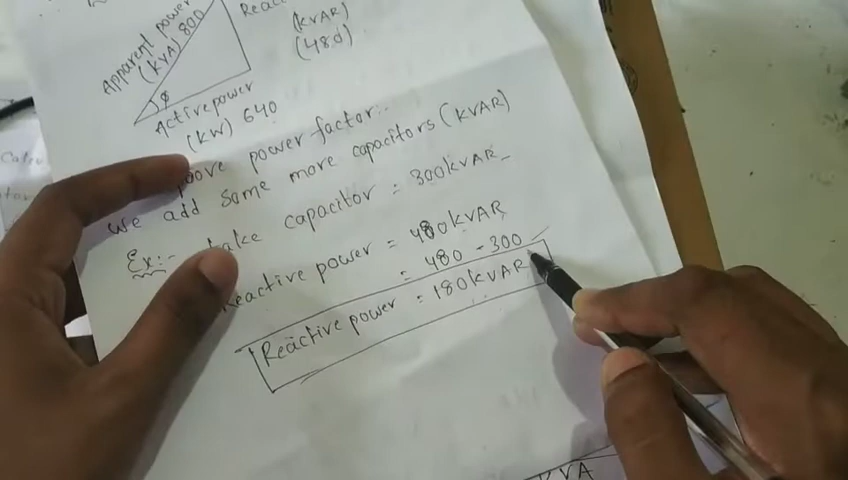 Apparent power
(KVA) 800
(KVAR)
(480)
φ
Active power
(KW) 640
power factor:-
we add some more capacitors (KVAR)
Ex:- take capacitor = 300KVAR
Reactive power = 480KVAR
= 480 - 300
Reactive power = 180KVAR
KVA